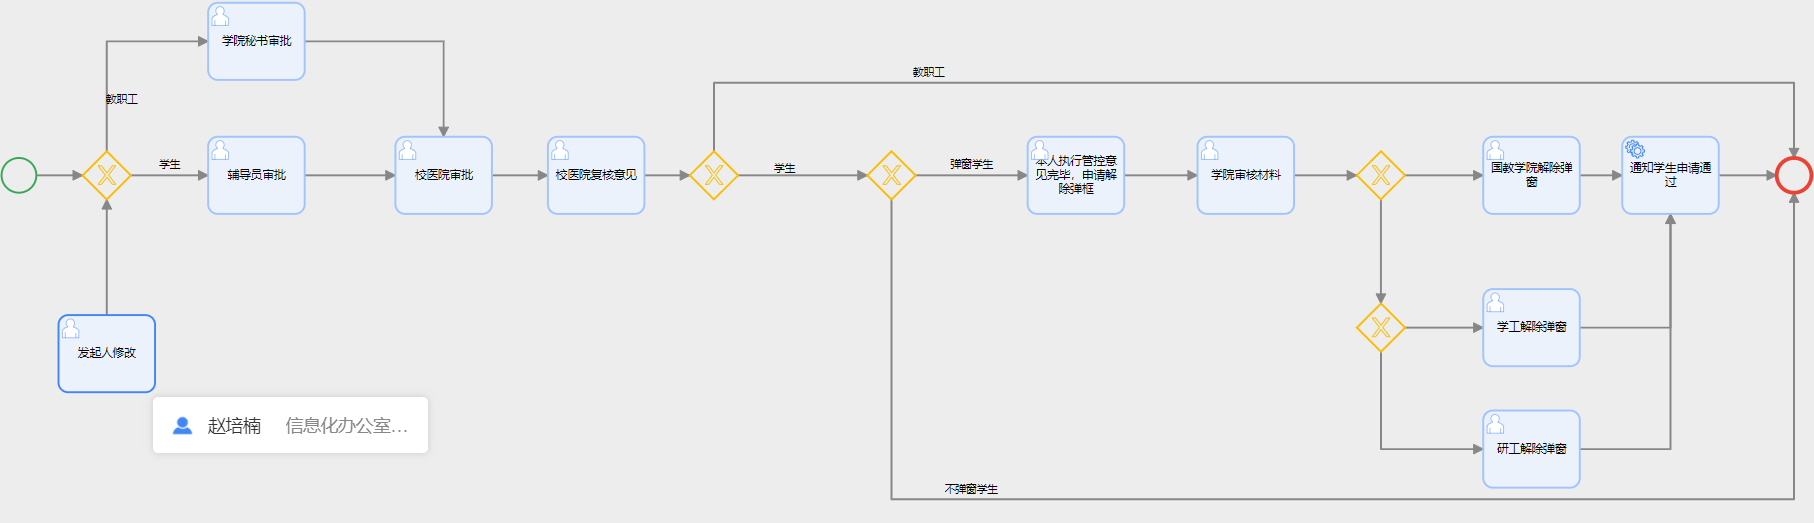 学院秘书审批
教职工
教职工
学生
辅导员审批
校医院审批
校医院复核意见
学生
弹窗学生
本人执行管控意
见完毕，申请解
除弹框
学院审核材料
国教学院解除弹
窗
通知学生申请通
过
发起人修改
学工解除弹窗
赵培楠 信息化办公室...
研工解除弹窗
不弹窗学生